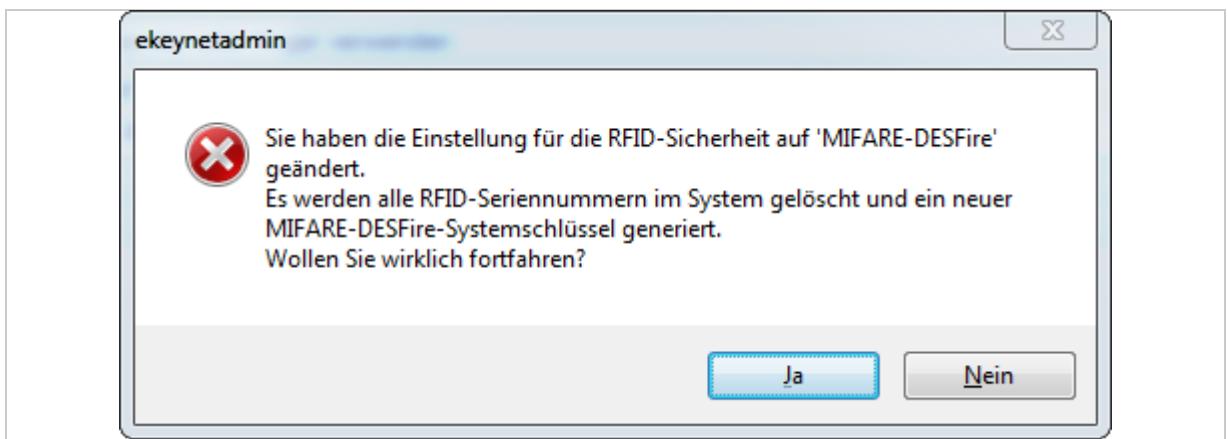 ekeynetadmin
Sie haben die Einstellung für die RFID-Sicherheit auf 'MIFARE-DESFire'
geändert.
Es werden alle RFID-Seriennummern im System gelöscht und ein neuer
MIFARE-DESFire-Systemschlüssel generiert.
Wollen Sie wirklich fortfahren?
Ja
Nein